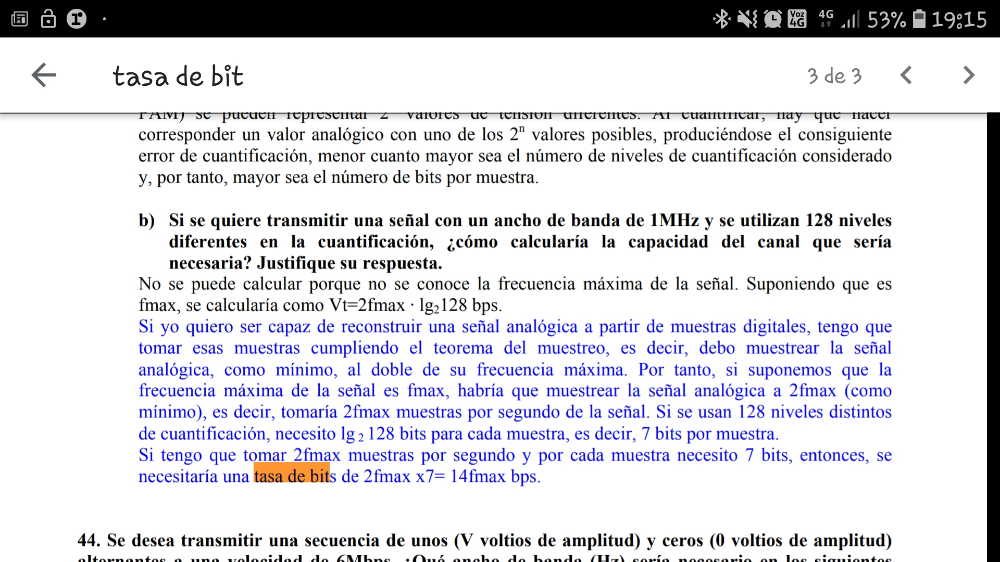 Voz 4G 4G 53% 19:15
tasa de bit 3 de 3
PAM) se pueden representar 2 valores de tensión diferentes. Al cuantificar, hay que hacer
corresponder un valor analógico con uno de los 2ⁿ valores posibles, produciéndose el consiguiente
error de cuantificación, menor cuanto mayor sea el número de niveles de cuantificación considerado
y, por tanto, mayor sea el número de bits por muestra.
b) Si se quiere transmitir una señal con un ancho de banda de 1MHz y se utilizan 128 niveles
diferentes en la cuantificación, ¿cómo calcularía la capacidad del canal que sería
necesaria? Justifique su respuesta.
No se puede calcular porque no se conoce la frecuencia máxima de la señal. Suponiendo que es
fmax, se calcularía como Vt=2fmax · lg₂128 bps.
Si yo quiero ser capaz de reconstruir una señal analógica a partir de muestras digitales, tengo que
tomar esas muestras cumpliendo el teorema del muestreo, es decir, debo muestrear la señal
analógica, como mínimo, al doble de su frecuencia máxima. Por tanto, si suponemos que la
frecuencia máxima de la señal es fmax, habría que muestrear la señal analógica a 2fmax (como
mínimo), es decir, tomaría 2fmax muestras por segundo de la señal. Si se usan 128 niveles distintos
de cuantificación, necesito lg ₂ 128 bits para cada muestra, es decir, 7 bits por muestra.
Si tengo que tomar 2fmax muestras por segundo y por cada muestra necesito 7 bits, entonces, se
necesitaría una tasa de bits de 2fmax x7= 14fmax bps.
44. Se desea transmitir una secuencia de unos (V voltios de amplitud) y ceros (0 voltios de amplitud)
alternantes a una velocidad de 6Mbps. ¿Qué ancho de banda (Hz) sería necesario en los siguientes